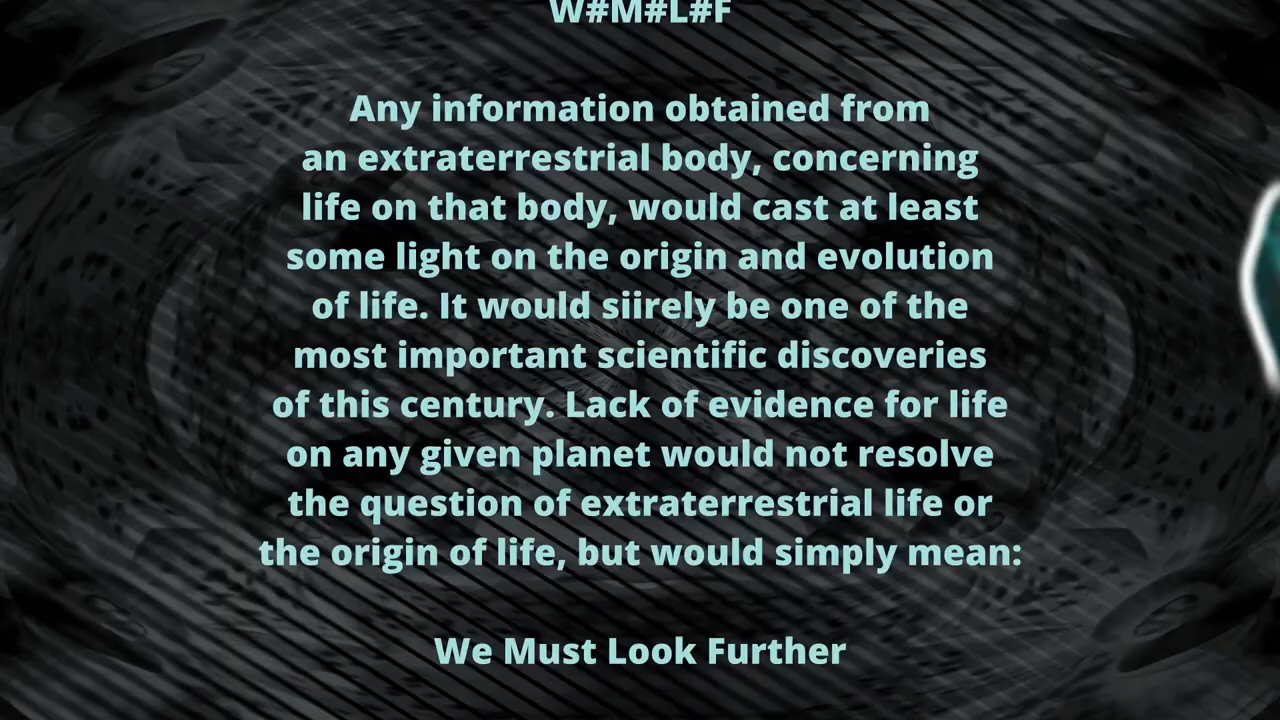 W#M#L#F
Any information obtained from
an extraterrestrial body, concerning
life on that body, would cast at least
some light on the origin and evolution
of life. It would siirely be one of the
most important scientific discoveries
of this century. Lack of evidence for life
on any given planet would not resolve
the question of extraterrestrial life or
the origin of life, but would simply mean:
We Must Look Further